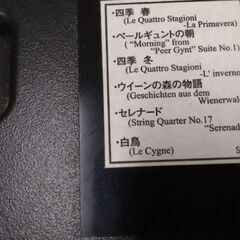 ・四季 春
(Le Quattro Stagioni
-La Primavera)
・ペールギュントの朝
("Morning" from
"Peer Gynt" Suite No.1)
・四季 冬
(Le Quattro Stagioni
-L' inverno
・ウイーンの森の物語
(Geschichten aus dem
Wienerwal
・セレナード
(String Quarter No.17
"Serenad
・白鳥
(Le Cygne)